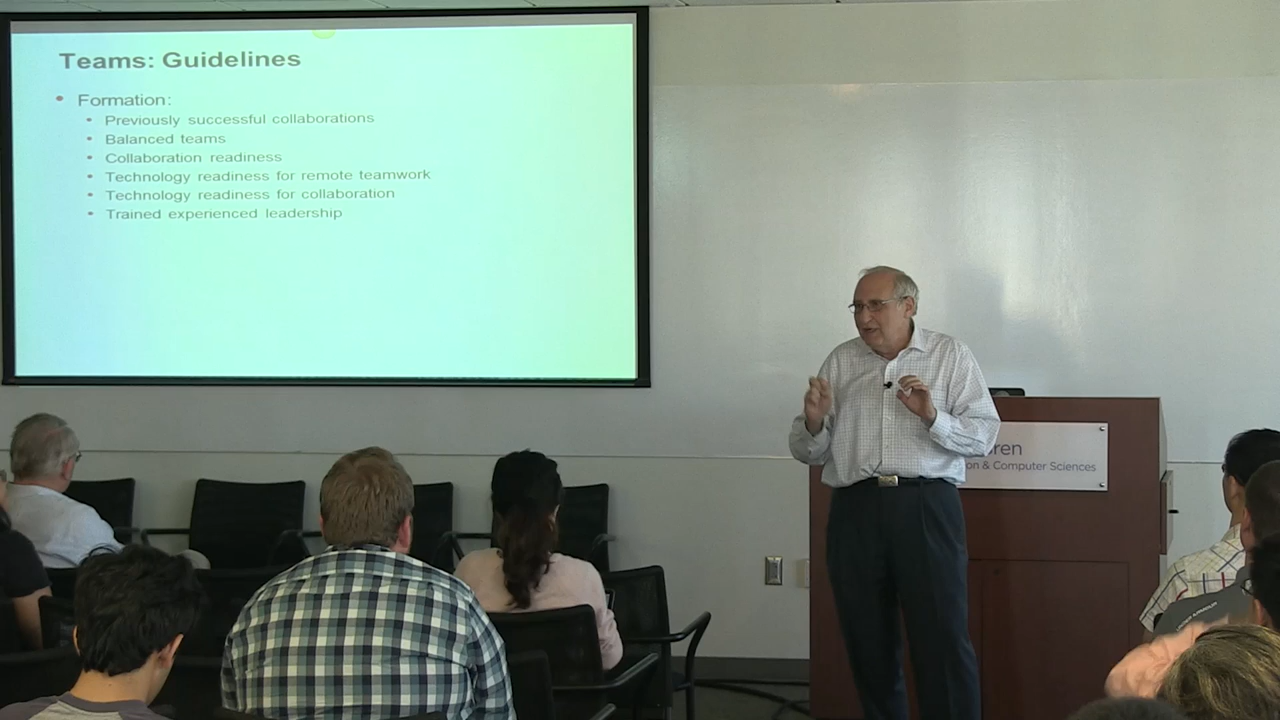 Teams: Guidelines
• Formation:
• Previously successful collaborations
• Balanced teams
• Collaboration readiness
• Technology readiness for remote teamwork
• Technology readiness for collaboration
• Trained experienced leadership
ren
on & Computer Sciences